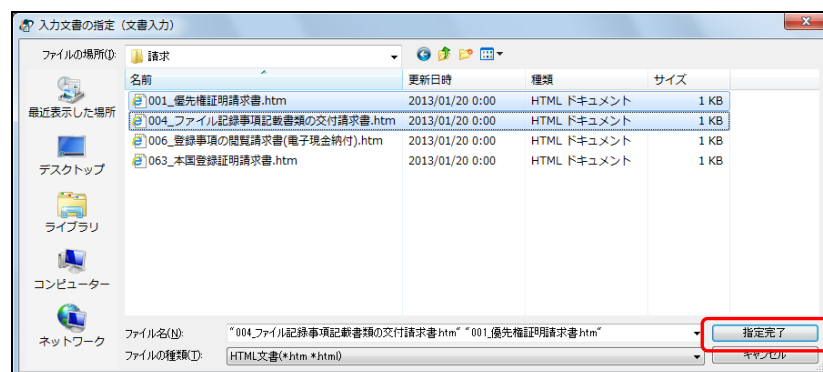 入力文書の指定（文書入力）
ファイルの場所(I): 請求
名前 更新日時 種類 サイズ
001_優先権証明請求書.htm 2013/01/20 0:00 HTML ドキュメント 1 KB
004_ファイル記録事項記載書類の交付請求書.htm 2013/01/20 0:00 HTML ドキュメント 1 KB
006_登録事項の閲覧請求書(電子現金納付).htm 2013/01/20 0:00 HTML ドキュメント 1 KB
063_本国登録証明請求書.htm 2013/01/20 0:00 HTML ドキュメント 1 KB
最近表示した場所
デスクトップ
ライブラリ
コンピューター
ネットワーク
ファイル名(N): "004_ファイル記録事項記載書類の交付請求書.htm" "001_優先権証明請求書.htm" 指定完了
ファイルの種類(T): HTML文書(*.htm *.html) キャンセル